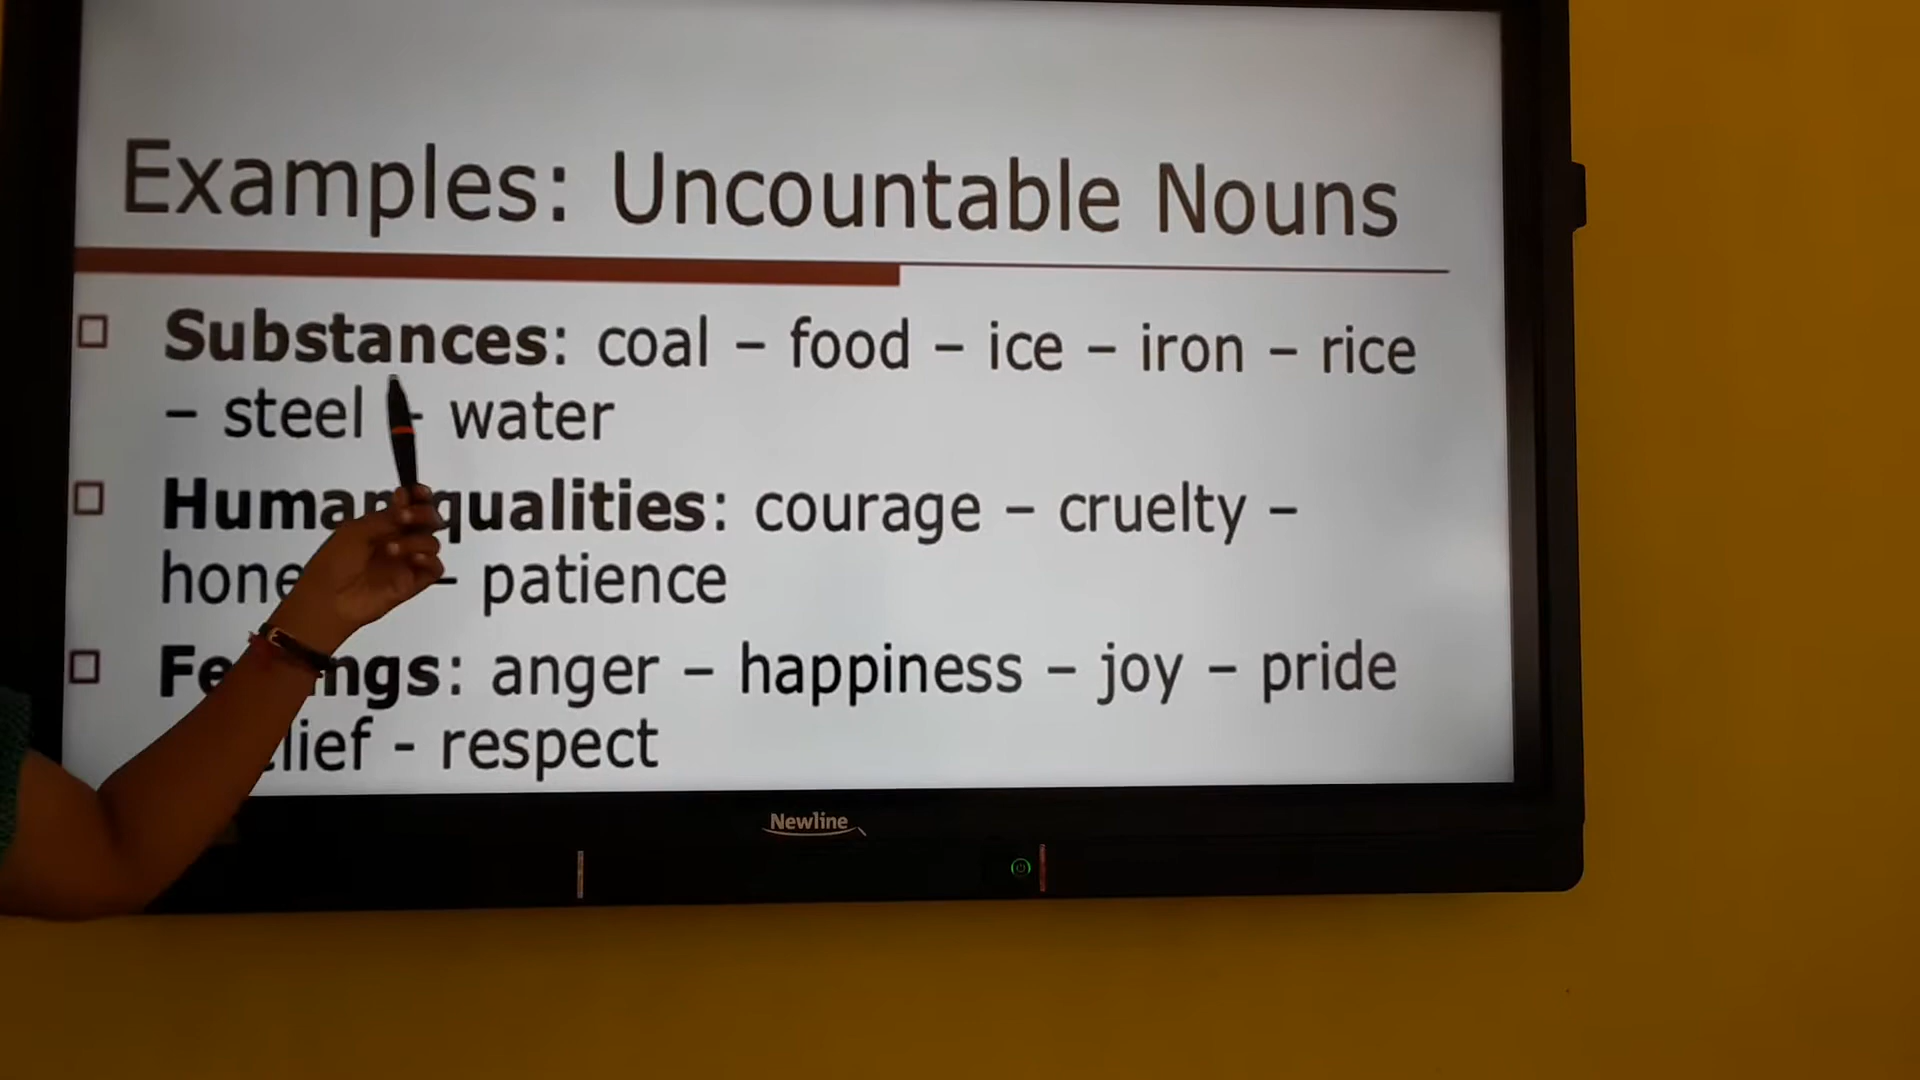 Examples: Uncountable Nouns
Substances: coal – food – ice – iron – rice
– steel – water
Human qualities: courage – cruelty –
– patience
: anger – happiness – joy – pride
- respect
Newline